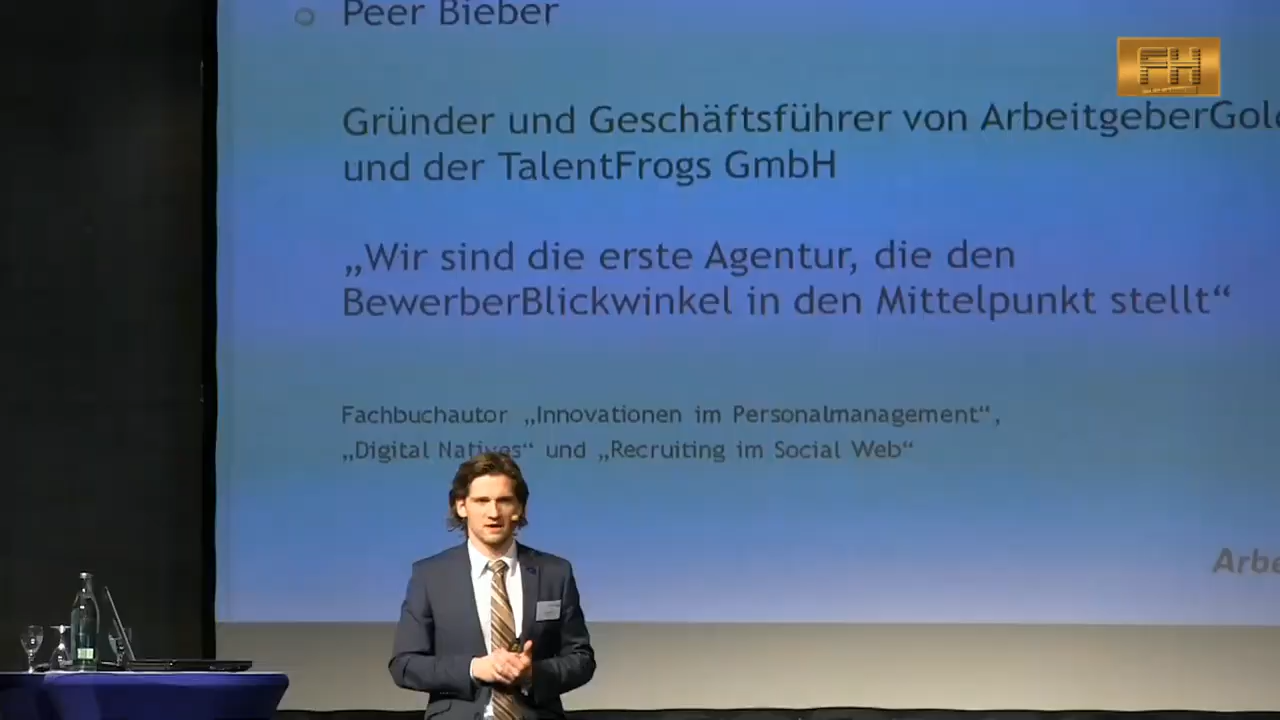 Peer Bieber
FH
Gründer und Geschäftsführer von ArbeitgeberGol
und der TalentFrogs GmbH
„Wir sind die erste Agentur, die den
BewerberBlickwinkel in den Mittelpunkt stellt“
Fachbuchautor „Innovationen im Personalmanagement“,
„Digital Natives“ und „Recruiting im Social Web“
Arbe